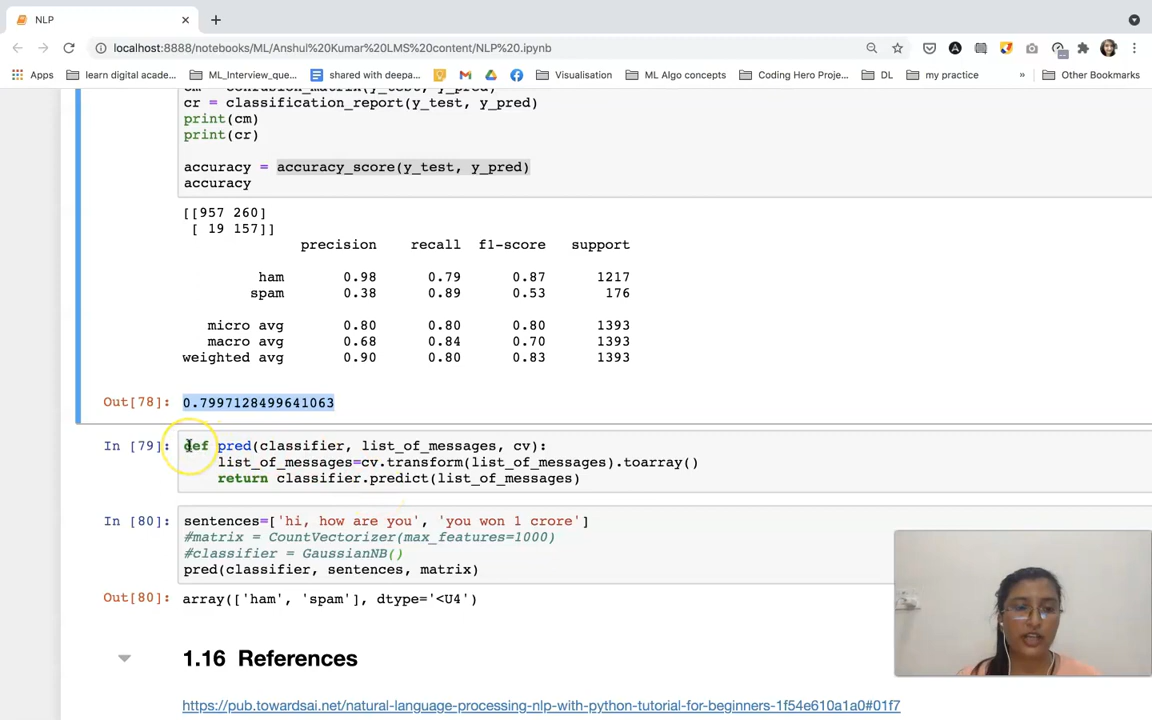 NLP
localhost:8888/notebooks/ML/Anshul%20Kumar%20LMS%20content/NLP%20.ipynb
Apps learn digital acade... ML_Interview_que... shared with deepa... Visualisation ML Algo concepts Coding Hero Proje... DL my practice » Other Bookmarks
cm = confusion_matrix(y_test, y_pred)
cr = classification_report(y_test, y_pred)
print(cm)
print(cr)
accuracy = accuracy_score(y_test, y_pred)
accuracy
[[957 260]
[ 19 157]]
precision recall f1-score support
ham 0.98 0.79 0.87 1217
spam 0.38 0.89 0.53 176
micro avg 0.80 0.80 0.80 1393
macro avg 0.68 0.84 0.70 1393
weighted avg 0.90 0.80 0.83 1393
Out[78]: 0.7997128499641063
In [79]: def pred(classifier, list_of_messages, cv):
list_of_messages=cv.transform(list_of_messages).toarray()
return classifier.predict(list_of_messages)
In [80]: sentences=['hi, how are you', 'you won 1 crore']
#matrix = CountVectorizer(max_features=1000)
#classifier = GaussianNB()
pred(classifier, sentences, matrix)
Out[80]: array(['ham', 'spam'], dtype='<U4')
1.16 References
https://pub.towardsai.net/natural-language-processing-nlp-with-python-tutorial-for-beginners-1f54e610a1a0#01f7